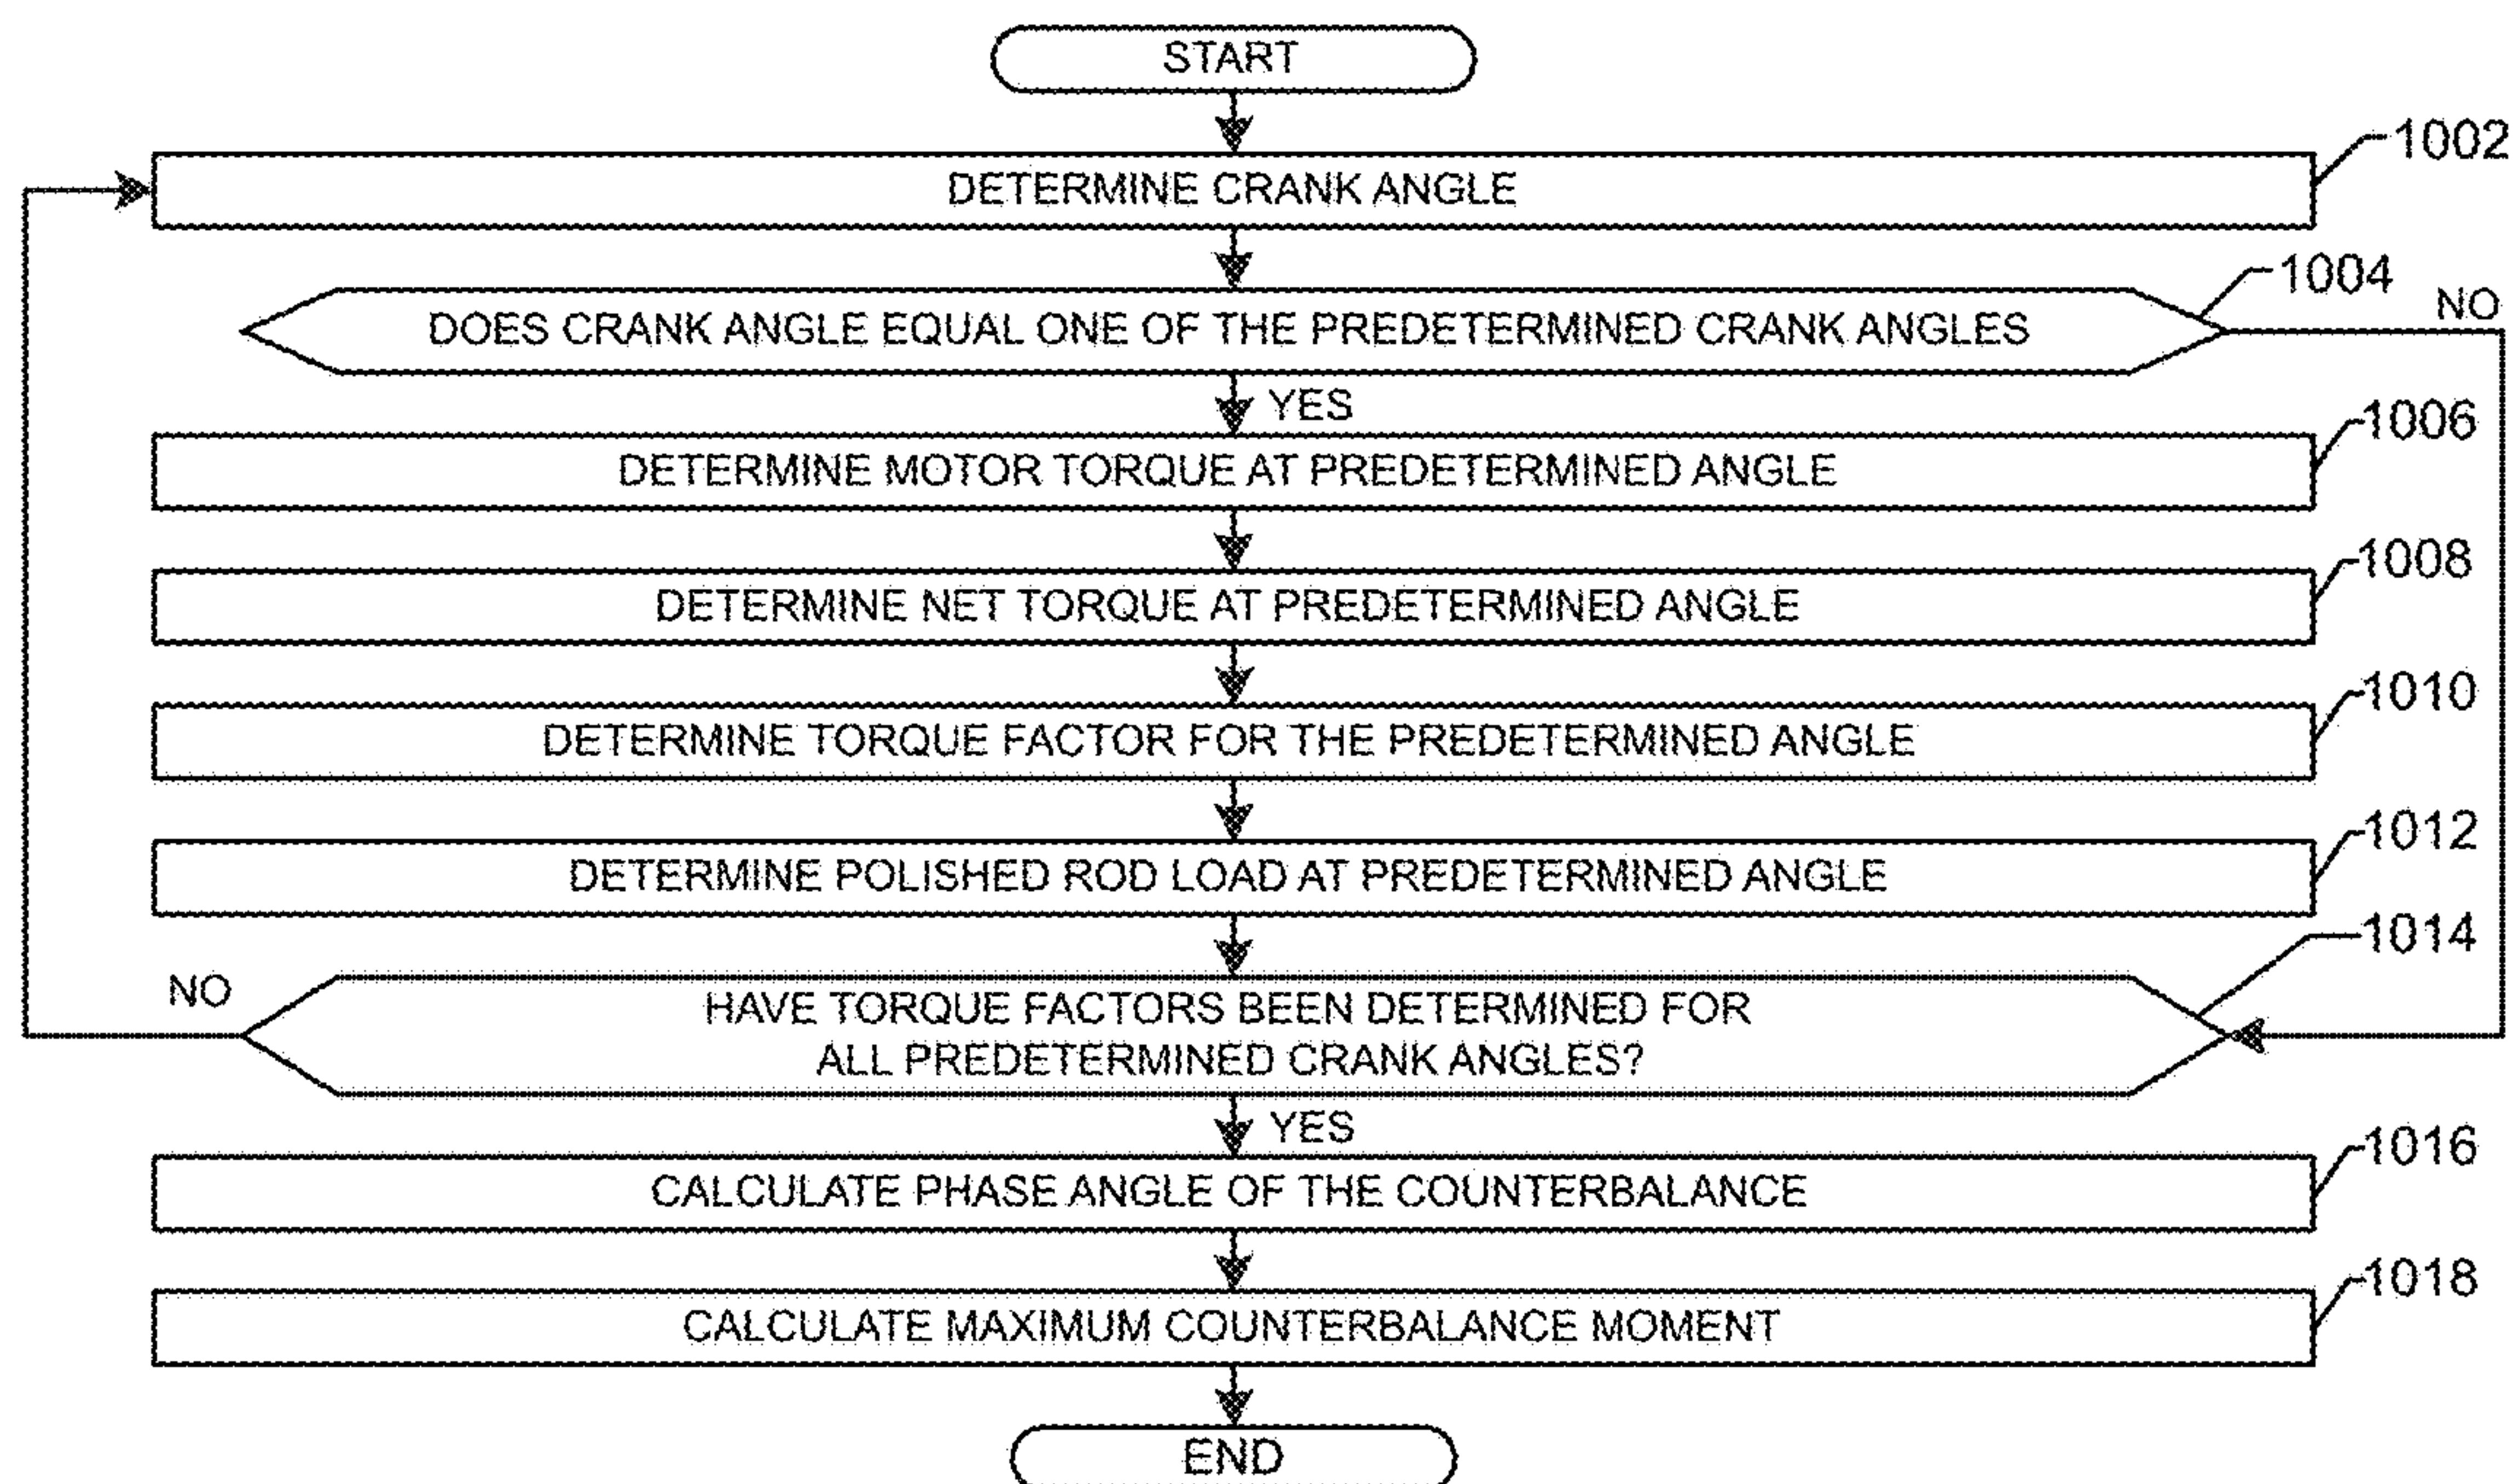 START
1002
DETERMINE CRANK ANGLE
1004
DOES CRANK ANGLE EQUAL ONE OF THE PREDETERMINED CRANK ANGLES
NO
YES
1006
DETERMINE MOTOR TORQUE AT PREDETERMINED ANGLE
1008
DETERMINE NET TORQUE AT PREDETERMINED ANGLE
1010
DETERMINE TORQUE FACTOR FOR THE PREDETERMINED ANGLE
1012
DETERMINE POLISHED ROD LOAD AT PREDETERMINED ANGLE
1014
NO
HAVE TORQUE FACTORS BEEN DETERMINED FOR
ALL PREDETERMINED CRANK ANGLES?
YES
1016
CALCULATE PHASE ANGLE OF THE COUNTERBALANCE
1018
CALCULATE MAXIMUM COUNTERBALANCE MOMENT
END